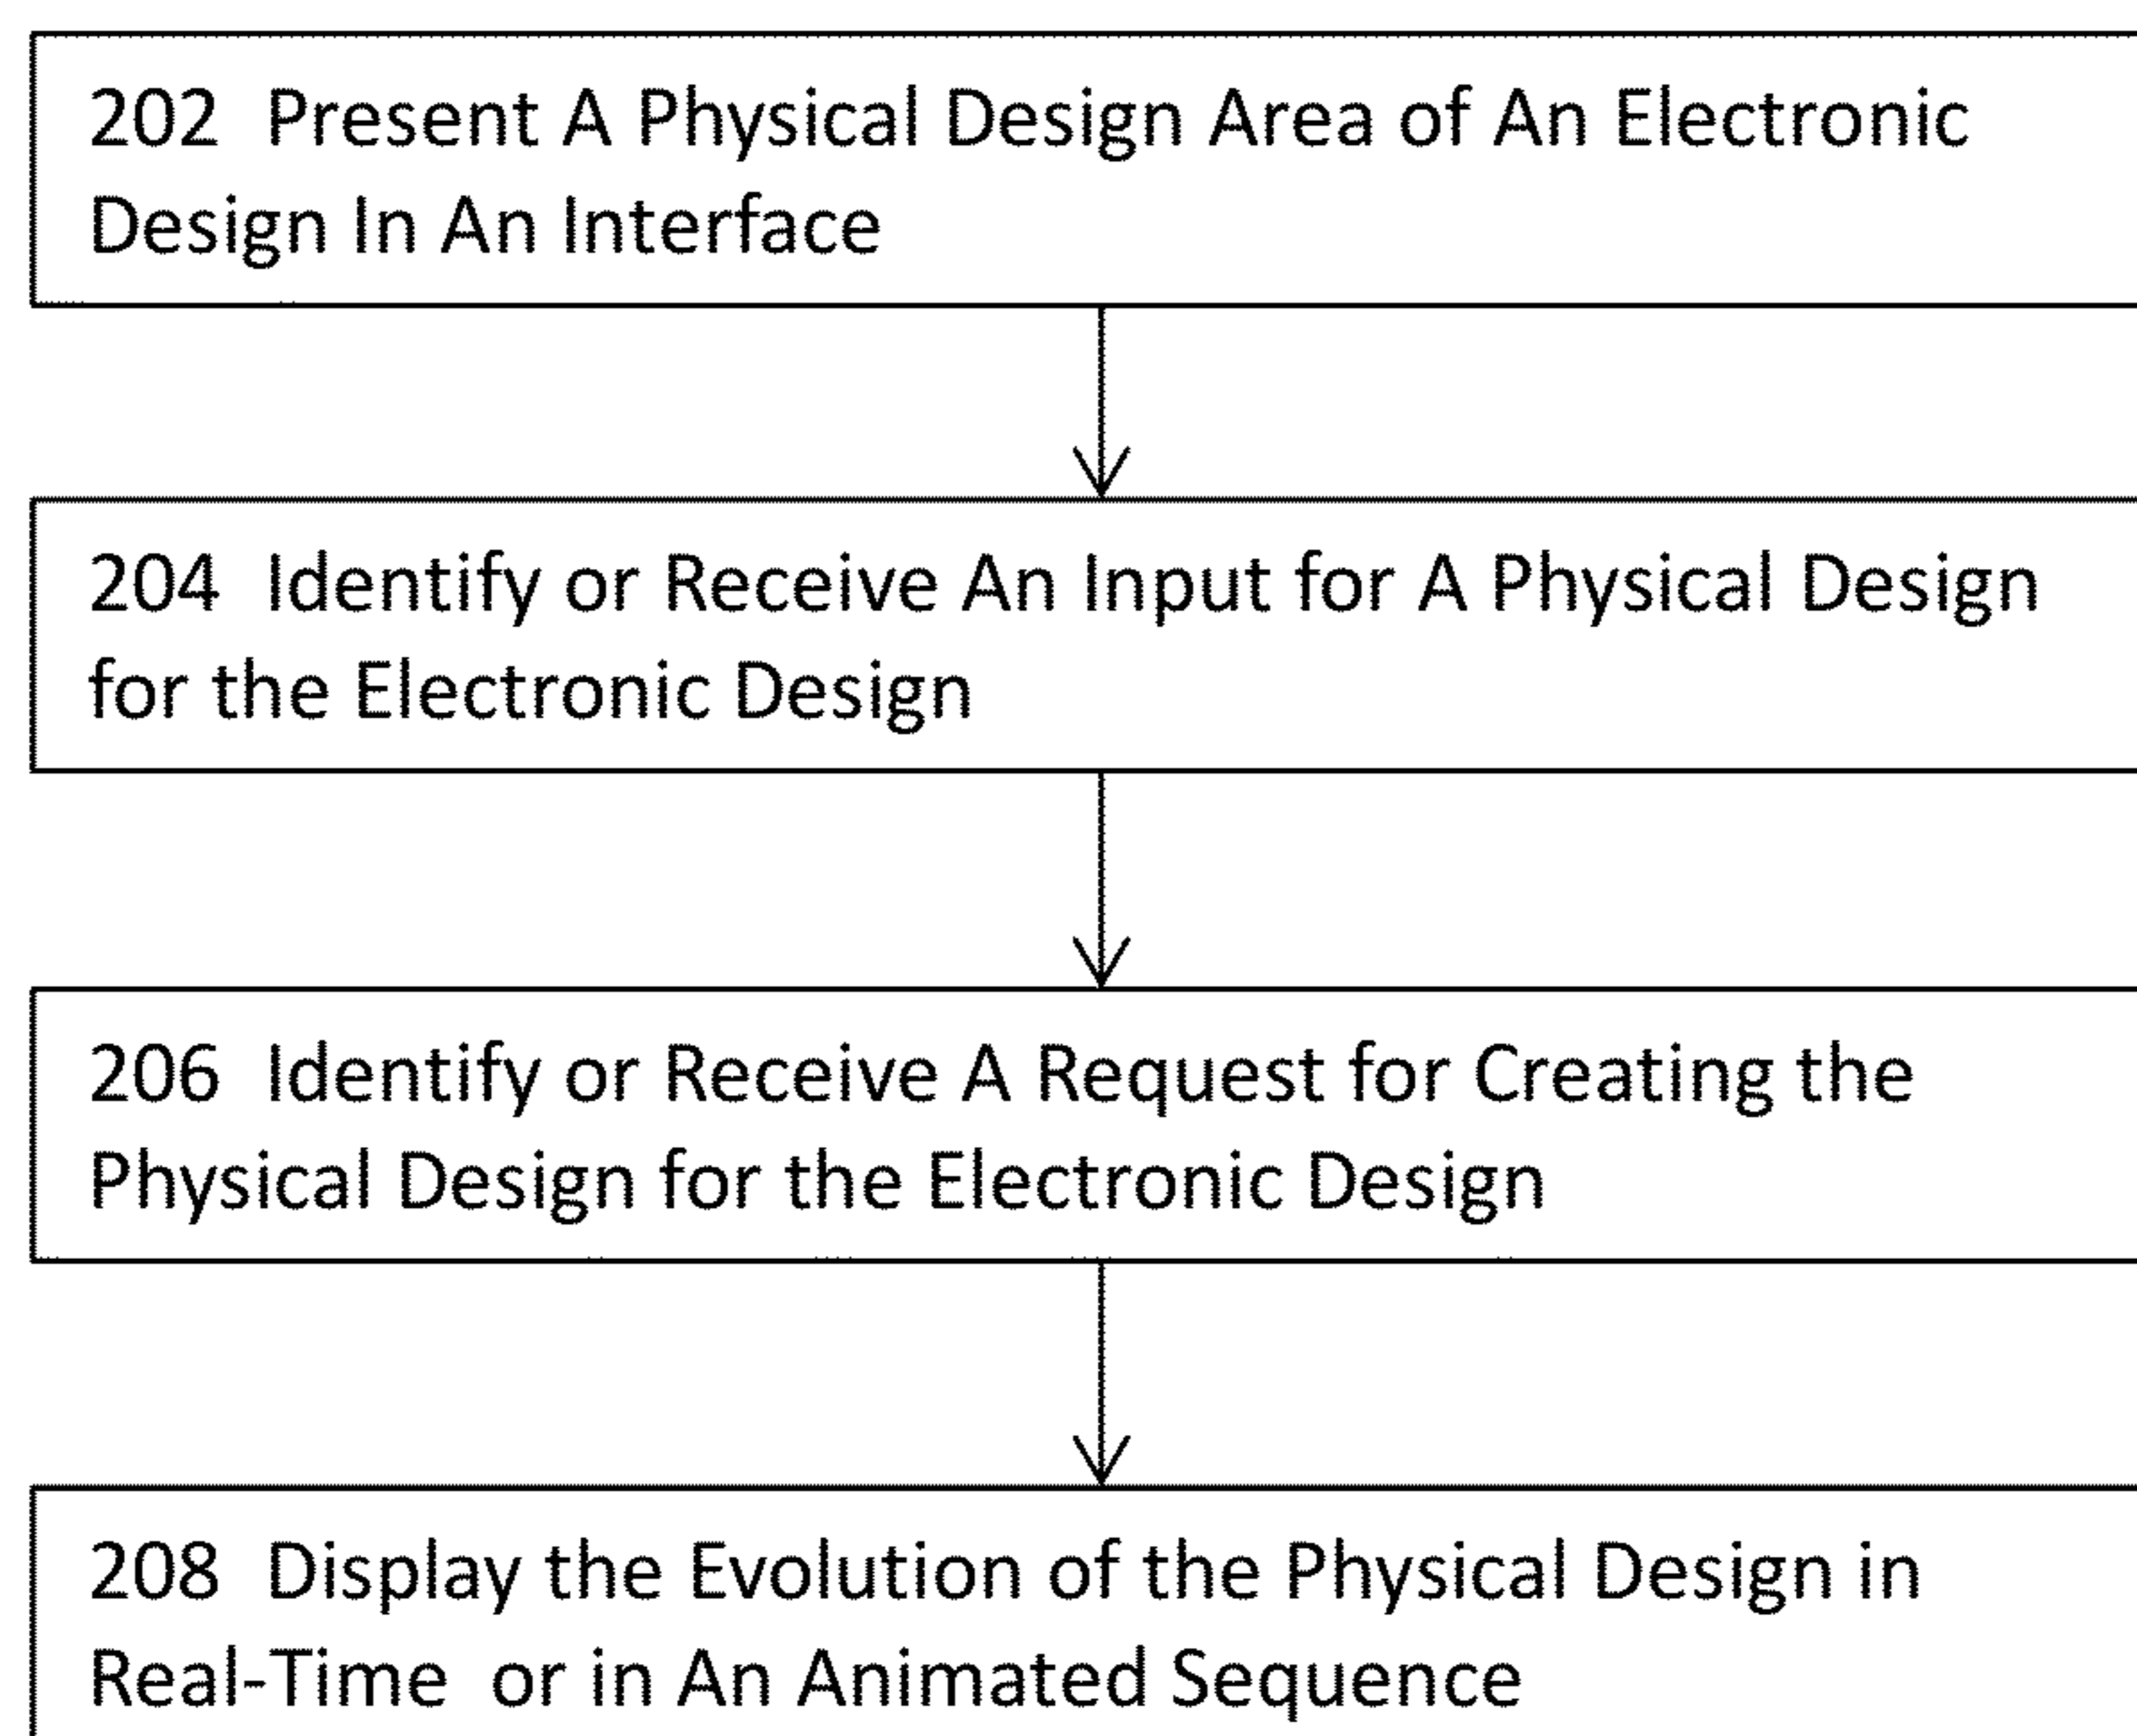 202 Present A Physical Design Area of An Electronic
Design In An Interface
204 Identify or Receive An Input for A Physical Design
for the Electronic Design
206 Identify or Receive A Request for Creating the
Physical Design for the Electronic Design
208 Display the Evolution of the Physical Design in
Real-Time or in An Animated Sequence